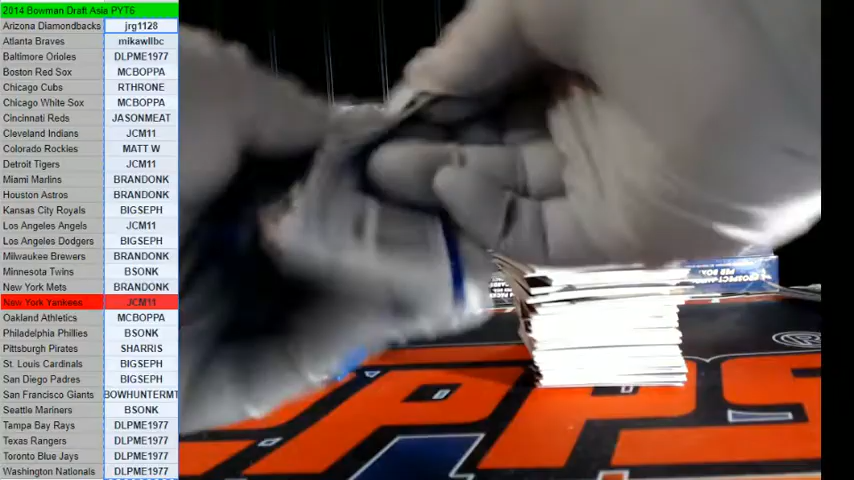 2014 Bowman Draft Asia PYT6
Arizona Diamondbacks jrg1128
Atlanta Braves mikawllbc
Baltimore Orioles DLPME1977
Boston Red Sox MCBOPPA
Chicago Cubs RTHRONE
Chicago White Sox MCBOPPA
Cincinnati Reds JASONMEAT
Cleveland Indians JCM11
Colorado Rockies MATT W
Detroit Tigers JCM11
Miami Marlins BRANDONK
Houston Astros BRANDONK
Kansas City Royals BIGSEPH
Los Angeles Angels JCM11
Los Angeles Dodgers BIGSEPH
Milwaukee Brewers BRANDONK
Minnesota Twins BSONK
New York Mets BRANDONK
New York Yankees JCM11
Oakland Athletics MCBOPPA
Philadelphia Phillies BSONK
Pittsburgh Pirates SHARRIS
St. Louis Cardinals BIGSEPH
San Diego Padres BIGSEPH
San Francisco Giants BOWHUNTERMT
Seattle Mariners BSONK
Tampa Bay Rays DLPME1977
Texas Rangers DLPME1977
Toronto Blue Jays DLPME1977
Washington Nationals DLPME1977
PER BOX
PPS